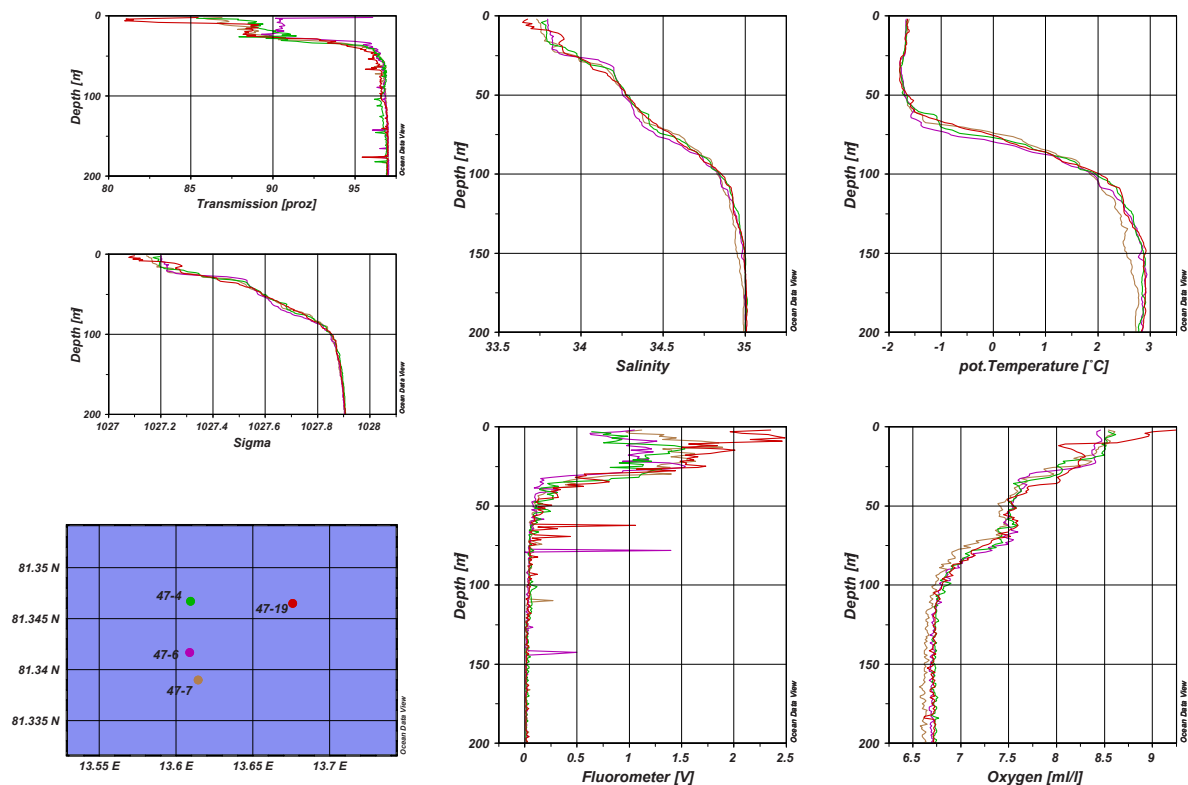 0
100
200
Depth [m]
80
85
90
95
Transmission [proz]
Ocean Data View
0
100
200
Depth [m]
1027
1027.2
1027.4
1027.6
1027.8
1028
Sigma
Ocean Data View
81.35 N
81.345 N
81.34 N
81.335 N
47-4
47-19
47-6
47-7
13.55 E
13.6 E
13.65 E
13.7 E
Ocean Data View
0
50
100
150
200
Depth [m]
33.5
34
34.5
35
Salinity
Ocean Data View
0
50
100
150
200
Depth [m]
-2
-1
0
1
2
3
pot.Temperature [˚C]
Ocean Data View
0
50
100
150
200
Depth [m]
0
0.5
1
1.5
2
2.5
Fluorometer [V]
Ocean Data View
0
50
100
150
200
Depth [m]
6.5
7
7.5
8
8.5
9
Oxygen [ml/l]
Ocean Data View